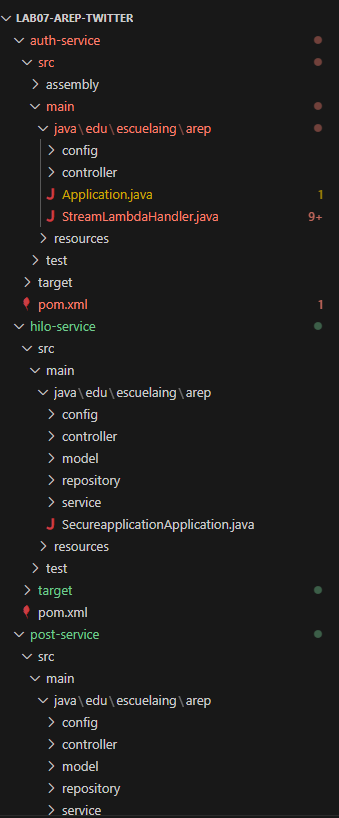 LAB07-AREP-TWITTER
auth-service
src
assembly
main
java\edu\escuelaing\arep
config
controller
Application.java 1
StreamLambdaHandler.java 9+
resources
test
target
pom.xml 1
hilo-service
src
main
java\edu\escuelaing\arep
config
controller
model
repository
service
SecureapplicationApplication.java
resources
test
target
pom.xml
post-service
src
main
java\edu\escuelaing\arep
config
controller
model
repository
service